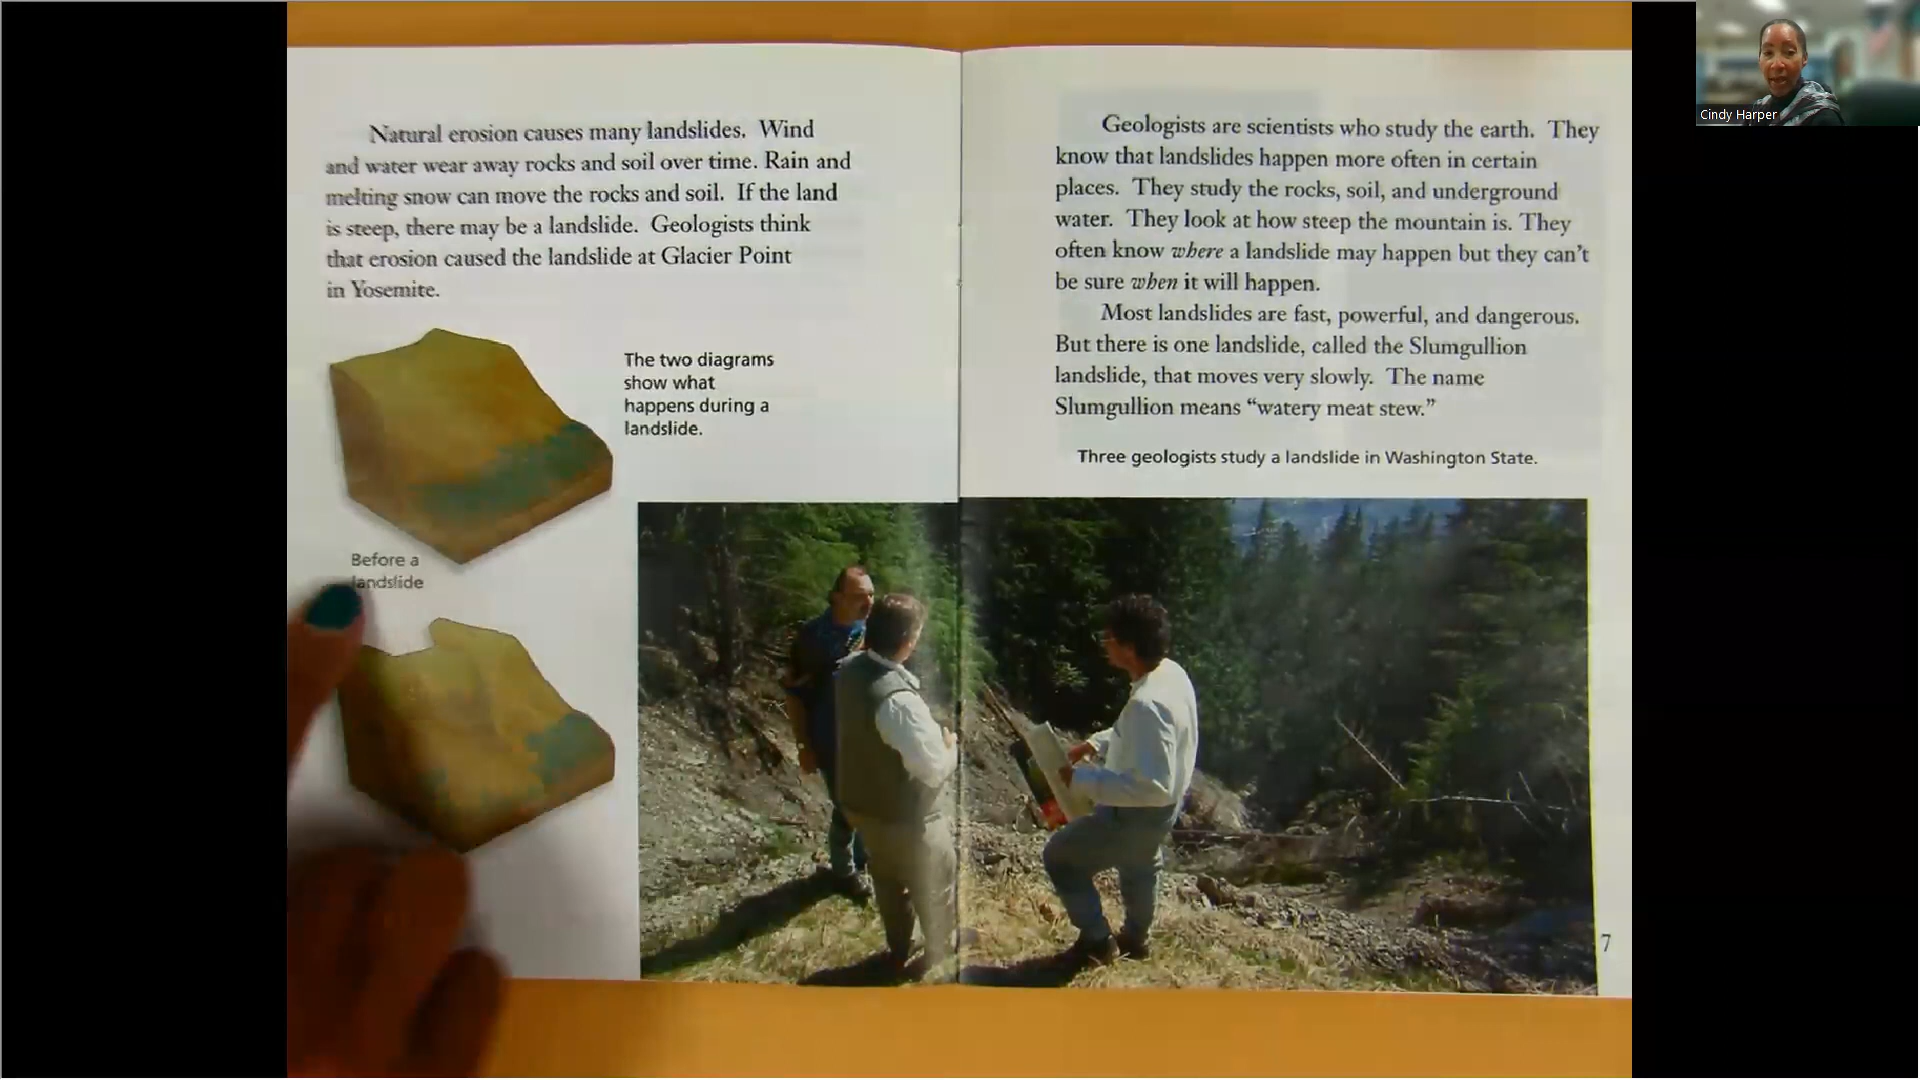 Natural erosion causes many landslides. Wind
and water wear away rocks and soil over time. Rain and
melting snow can move the rocks and soil. If the land
is steep, there may be a landslide. Geologists think
that erosion caused the landslide at Glacier Point
in Yosemite.
The two diagrams
show what
happens during a
landslide.
Before a
landslide
Geologists are scientists who study the earth. They
know that landslides happen more often in certain
places. They study the rocks, soil, and underground
water. They look at how steep the mountain is. They
often know where a landslide may happen but they can't
be sure when it will happen.
Most landslides are fast, powerful, and dangerous.
But there is one landslide, called the Slumgullion
landslide, that moves very slowly. The name
Slumgullion means “watery meat stew.”
Three geologists study a landslide in Washington State.
7
Cindy Harper